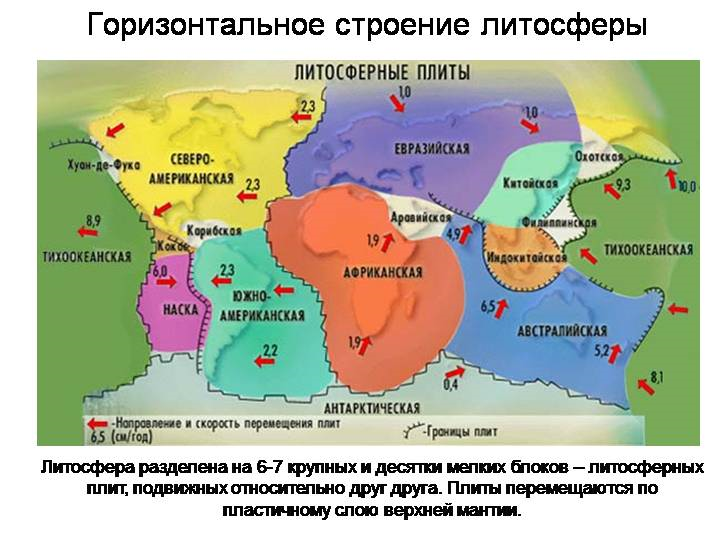 Горизонтальное строение литосферы
ЛИТОСФЕРНЫЕ ПЛИТЫ
1,0
2,3
1,0
Хуан-де-Фука
СЕВЕРО-
АМЕРИКАНСКАЯ
ЕВРАЗИЙСКАЯ
Охотская
2,3
Китайская
9,3
10,0
8,9
Карибская
Аравийская
Филиппинская
ТИХООКЕАНСКАЯ
Кокос
1,9
4,9
Индокитайская
ТИХООКЕАНСКАЯ
6,0
2,3
АФРИКАНСКАЯ
НАСКА
ЮЖНО-
АМЕРИКАНСКАЯ
6,5
АВСТРАЛИЙСКАЯ
2,2
1,9
5,2
0,4
8,1
АНТАРКТИЧЕСКАЯ
-Направление и скорость перемещения плит
6,5 (см/год)
-Границы плит
Литосфера разделена на 6-7 крупных и десятки мелких блоков – литосферных
плит, подвижных относительно друг друга. Плиты перемещаются по
пластичному слою верхней мантии.